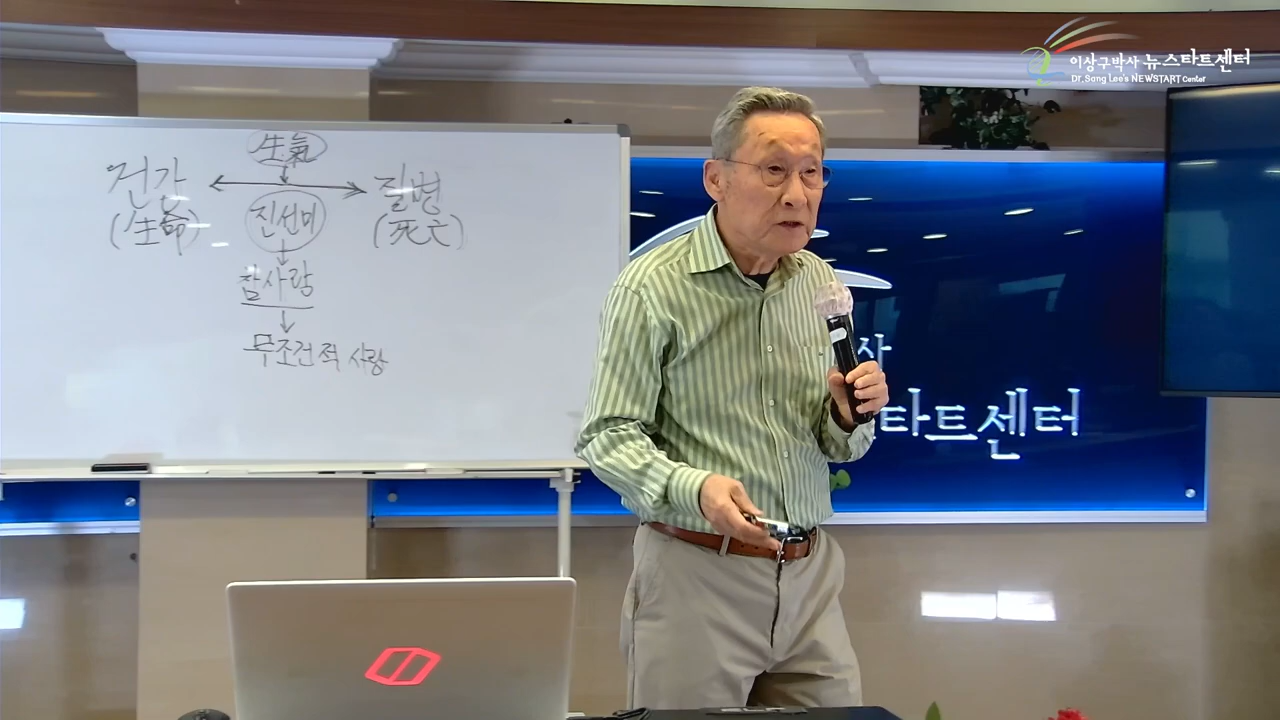 이상구박사 뉴스타트센터
Dr. Sang Lee's NEWSTART Center
生氣
건강
질병
(生命)
진선미
(死亡)
참사랑
무조건적 사랑
사
타트센터